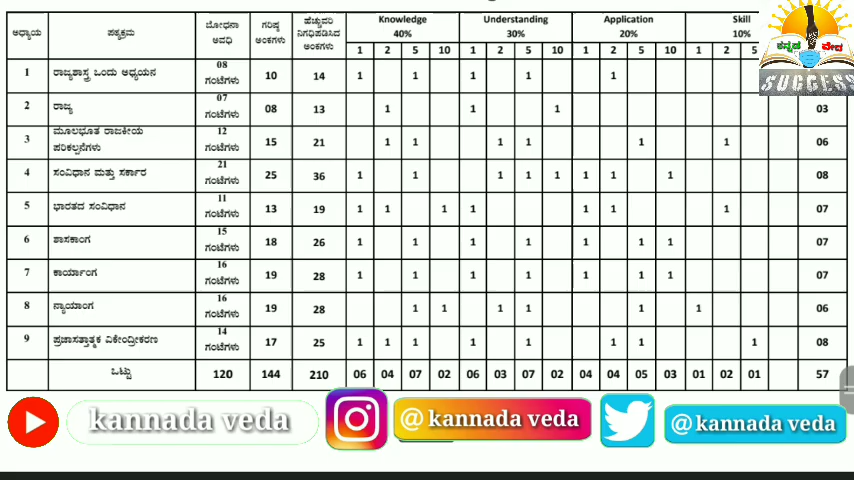 ಅಧ್ಯಾಯ ಪಠ್ಯಕ್ರಮ ಬೋಧನಾ ಅವಧಿ ಗರಿಷ್ಠ ಅಂಕಗಳು ಹೆಚ್ಚುವರಿ ನಿಗಧಿಪಡಿಸಿದ ಅಂಕಗಳು Knowledge 40% Understanding 30% Application 20% Skill 10%
1 2 5 10 1 2 5 10 1 2 5 10 1 2 5
1 ರಾಜ್ಯಶಾಸ್ತ್ರ ಒಂದು ಅಧ್ಯಯನ 08 ಗಂಟೆಗಳು 10 14 1 1 1 1 1
2 ರಾಜ್ಯ 07 ಗಂಟೆಗಳು 08 13 1 1 1 03
3 ಮೂಲಭೂತ ರಾಜಕೀಯ ಪರಿಕಲ್ಪನೆಗಳು 12 ಗಂಟೆಗಳು 15 21 1 1 1 1 1 1 06
4 ಸಂವಿಧಾನ ಮತ್ತು ಸರ್ಕಾರ 21 ಗಂಟೆಗಳು 25 36 1 1 1 1 1 1 1 1 08
5 ಭಾರತದ ಸಂವಿಧಾನ 11 ಗಂಟೆಗಳು 13 19 1 1 1 1 1 1 1 07
6 ಶಾಸಕಾಂಗ 15 ಗಂಟೆಗಳು 18 26 1 1 1 1 1 1 1 07
7 ಕಾರ್ಯಾಂಗ 16 ಗಂಟೆಗಳು 19 28 1 1 1 1 1 1 1 07
8 ನ್ಯಾಯಾಂಗ 16 ಗಂಟೆಗಳು 19 28 1 1 1 1 1 1 06
9 ಪ್ರಜಾಸತ್ತಾತ್ಮಕ ವಿಕೇಂದ್ರೀಕರಣ 14 ಗಂಟೆಗಳು 17 25 1 1 1 1 1 1 1 1 08
ಒಟ್ಟು 120 144 210 06 04 07 02 06 03 07 02 04 04 05 03 01 02 01 57
ಕನ್ನಡ ವೇದ
SUCCESS
kannada veda
@ kannada veda
@ kannada veda